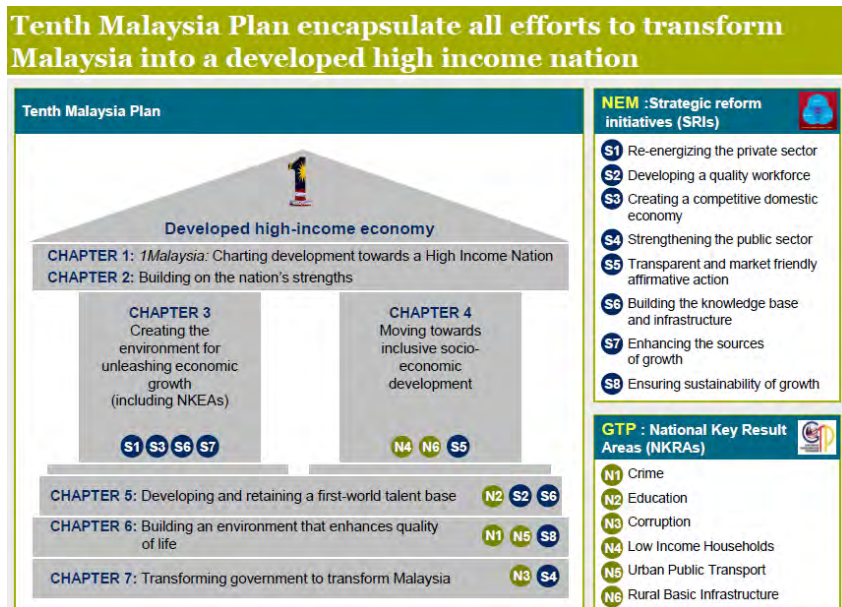 Tenth Malaysia Plan encapsulate all efforts to transform
Malaysia into a developed high income nation
Tenth Malaysia Plan
1
Developed high-income economy
CHAPTER 1: 1Malaysia: Charting development towards a High Income Nation
CHAPTER 2: Building on the nation's strengths
CHAPTER 3
Creating the
environment for
unleashing economic
growth
(including NKEAs)
S1 S3 S6 S7
CHAPTER 4
Moving towards
inclusive socio-
economic
development
N4 N6 S5
CHAPTER 5: Developing and retaining a first-world talent base N2 S2 S6
CHAPTER 6: Building an environment that enhances quality
of life N1 N5 S8
CHAPTER 7: Transforming government to transform Malaysia N3 S4
NEM :Strategic reform
initiatives (SRIs)
S1 Re-energizing the private sector
S2 Developing a quality workforce
S3 Creating a competitive domestic
economy
S4 Strengthening the public sector
S5 Transparent and market friendly
affirmative action
S6 Building the knowledge base
and infrastructure
S7 Enhancing the sources
of growth
S8 Ensuring sustainability of growth
GTP : National Key Result
Areas (NKRAs)
N1 Crime
N2 Education
N3 Corruption
N4 Low Income Households
N5 Urban Public Transport
N6 Rural Basic Infrastructure